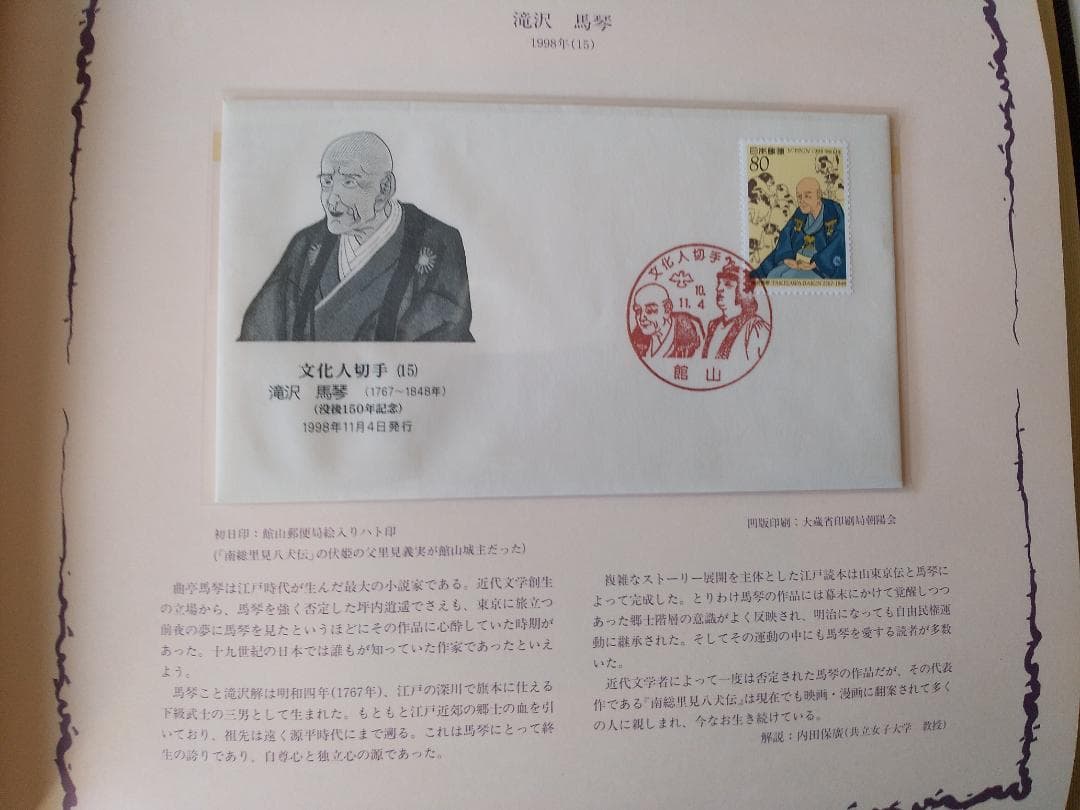 滝沢 馬琴
1998年(15)
日本郵便
80
文化人切手
10.
11. 4
館 山
文化人切手 (15)
滝沢 馬琴 (1767〜1848年)
(没後150年記念)
1998年11月4日発行
初日印：館山郵便局絵入りハト印
(『南総里見八犬伝』の伏姫の父里見義実が館山城主だった)
凹版印刷：大蔵省印刷局朝陽会
曲亭馬琴は江戸時代が生んだ最大の小説家である。近代文学創生
の立場から、馬琴を強く否定した坪内逍遥でさえも、東京に旅立つ
前夜の夢に馬琴を見たというほどにその作品に心酔していた時期が
あった。十九世紀の日本では誰もが知っていた作家であったといえ
よう。
馬琴こと滝沢解は明和四年(1767年)、江戸の深川で旗本に仕える
下級武士の三男として生まれた。もともと江戸近郊の郷士の血を引
いており、祖先は遠く源平時代にまで遡る。これは馬琴にとって終
生の誇りであり、自尊心と独立心の源であった。
複雑なストーリー展開を主体とした江戸読本は山東京伝と馬琴に
よって完成した。とりわけ馬琴の作品には幕末にかけて覚醒しつつ
あった郷士階層の意識がよく反映され、明治になっても自由民権運
動に継承された。そしてその運動の中にも馬琴を愛する読者が多数
いた。
近代文学者によって一度は否定された馬琴の作品だが、その代表
作である『南総里見八犬伝』は現在でも映画・漫画に翻案されて多く
の人に親しまれ、今なお生き続けている。
解説：内田保廣(共立女子大学 教授)